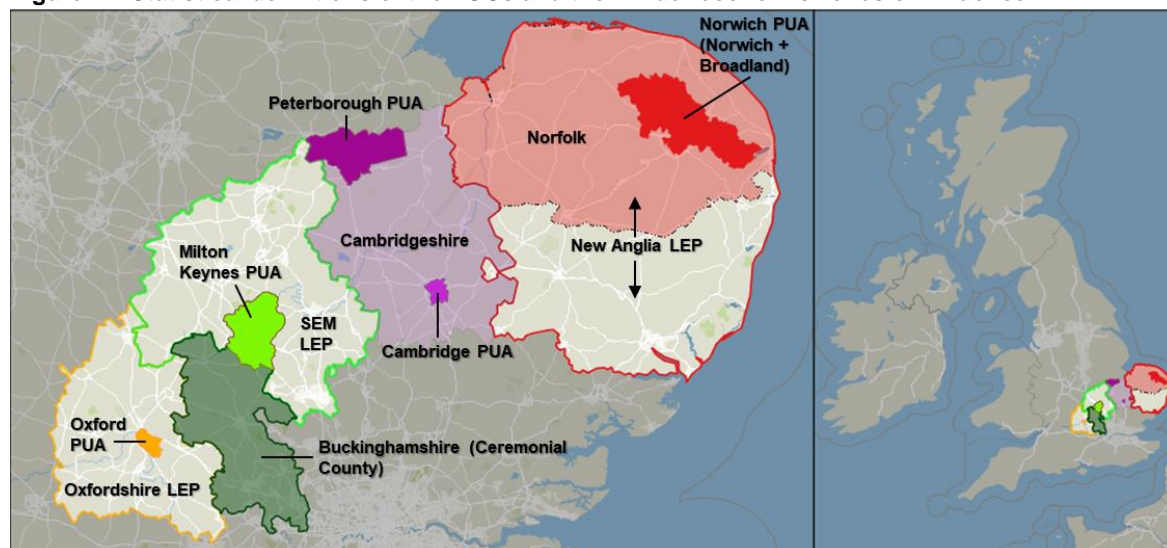 Norwich PUA
(Norwich +
Broadland)
Peterborough PUA
Norfolk
Cambridgeshire
New Anglia LEP
Milton
Keynes PUA
SEM
LEP
Cambridge PUA
Oxford
PUA
Buckinghamshire (Ceremonial
County)
Oxfordshire LEP